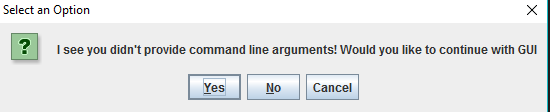 Select an Option
I see you didn't provide command line arguments! Would you like to continue with GUI
Yes No Cancel